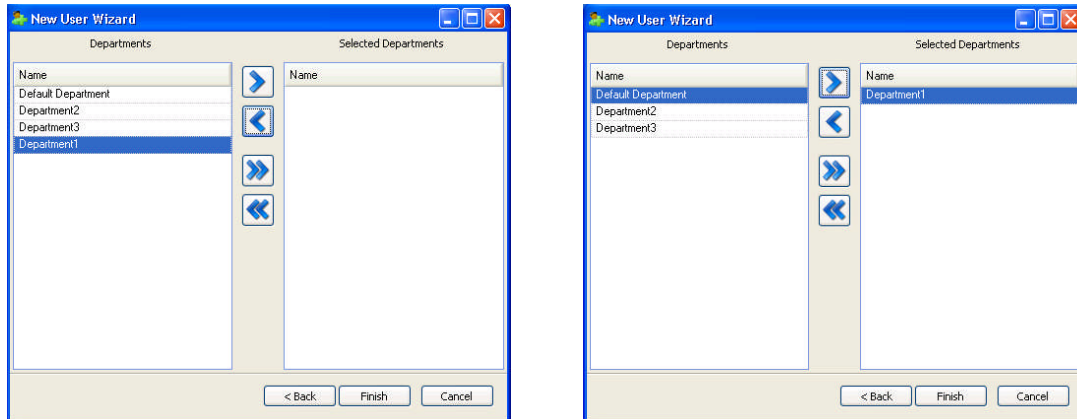 New User Wizard
Departments
Selected Departments
Name
Name
Default Department
Department2
Department3
Department1
< Back
Finish
Cancel
New User Wizard
Departments
Selected Departments
Name
Name
Default Department
Department1
Department2
Department3
< Back
Finish
Cancel